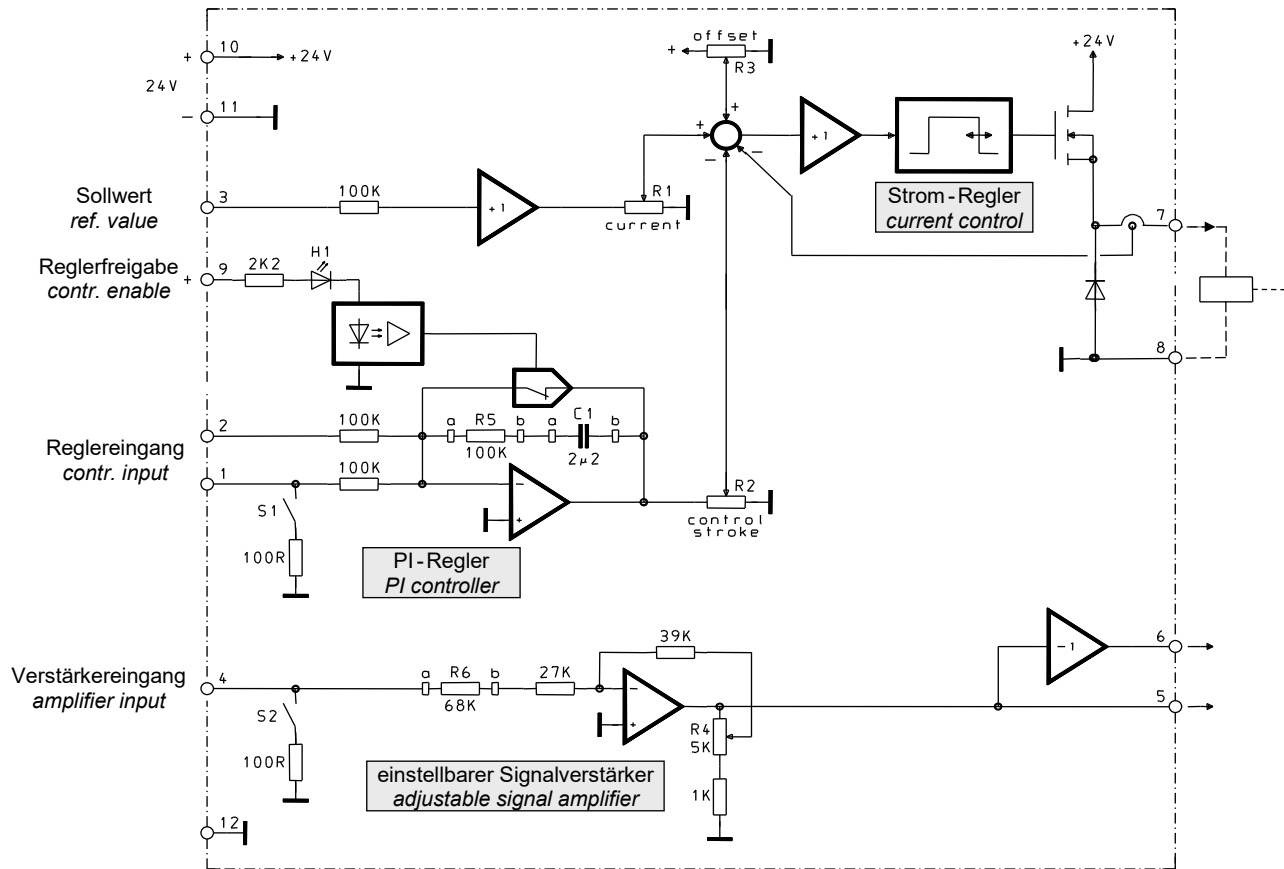 offset
+
R3
+24V
+ 10 +24V
24V
- 11
+
+
-
-
+1
Strom-Regler
current control
Sollwert
ref. value
3
100K
+1
R1
current
7
Reglerfreigabe
contr. enable
+ 9
2K2
H1
8
Reglereingang
contr. input
2
100K
a R5 b
100K
a C1 b
2µ2
1
100K
-
+
R2
control
stroke
S1
100R
PI-Regler
PI controller
39K
-1
6
Verstärkereingang
amplifier input
4
a R6 b
68K
27K
-
+
5
S2
100R
R4
5K
1K
einstellbarer Signalverstärker
adjustable signal amplifier
12